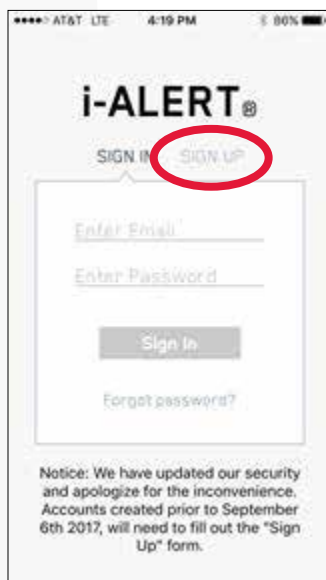 AT&T LTE 4:19 PM 86%
i-ALERT®
SIGN IN SIGN UP
Enter Email
Enter Password
Sign In
Forgot password?
Notice: We have updated our security
and apologize for the inconvenience.
Accounts created prior to September
6th 2017, will need to fill out the "Sign
Up" form.